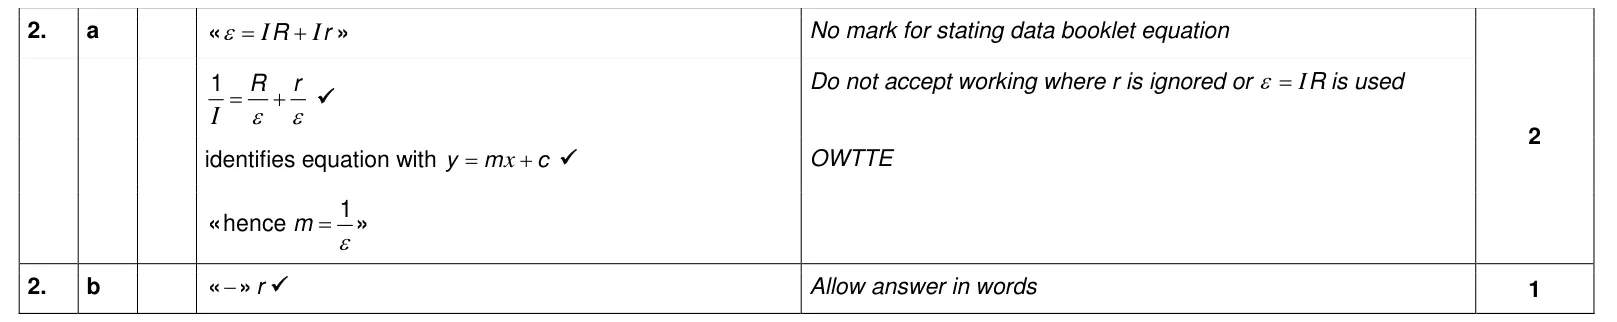 2. a « ε = IR + Ir » No mark for stating data booklet equation
1/I = R/ε + r/ε ✓ Do not accept working where r is ignored or ε = IR is used
2
identifies equation with y = mx + c ✓ OWTTE
«hence m = 1/ε»
2. b « – » r ✓ Allow answer in words 1